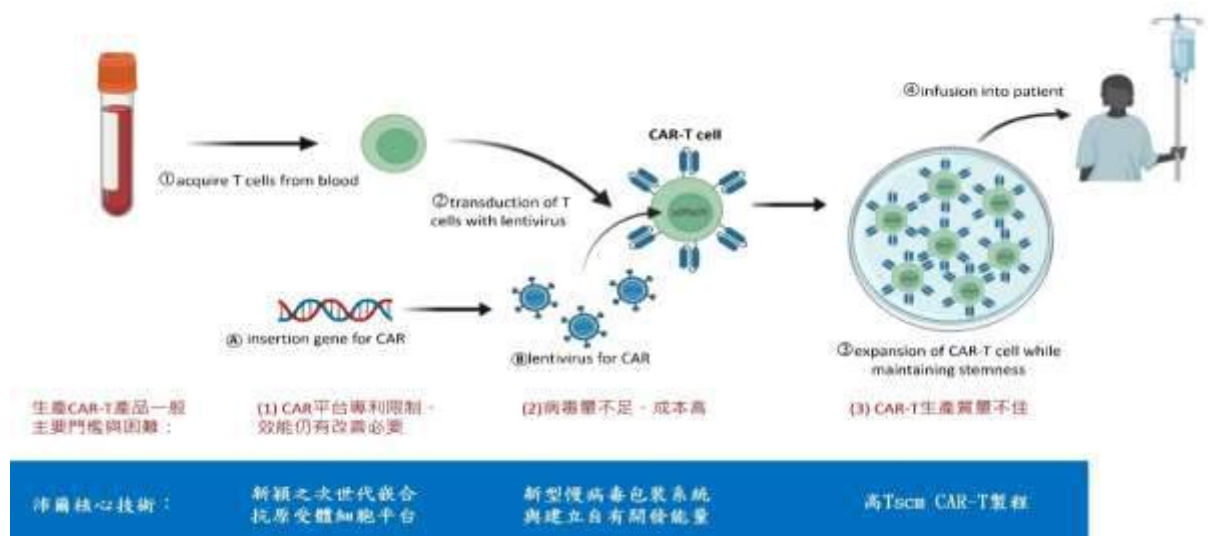 ④infusion into patient
CAR-T cell
①acquire T cells from blood
②transduction of T
cells with lentivirus
Ⓐ insertion gene for CAR
Ⓑlentivirus for CAR
③expansion of CAR-T cell while
maintaining stemness
生產CAR-T產品一般
主要門檻與困難：
(1) CAR平台專利限制、
效能仍有改善必要
(2)病毒量不足、成本高
(3) CAR-T生產質量不佳
沛爾核心技術：
新穎之次世代嵌合
抗原受體細胞平台
新型慢病毒包裝系統
與建立自有開發能量
高Tscm CAR-T製程